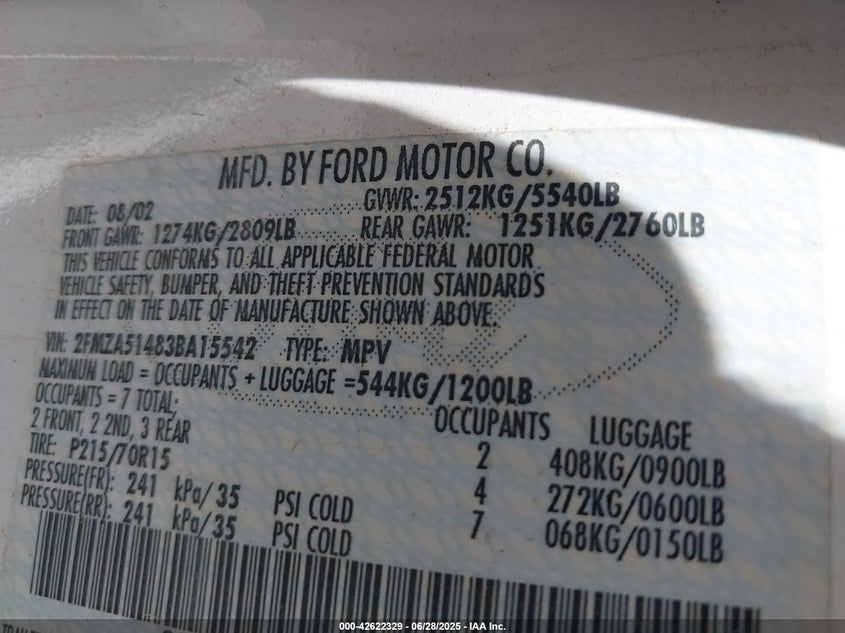 MFD. BY FORD MOTOR CO.
DATE: 08/02 GVWR: 2512KG/5540LB
FRONT GAWR: 1274KG/2809LB REAR GAWR: 1251KG/2760LB
THIS VEHICLE CONFORMS TO ALL APPLICABLE FEDERAL MOTOR
VEHICLE SAFETY, BUMPER, AND THEFT PREVENTION STANDARDS
IN EFFECT ON THE DATE OF MANUFACTURE SHOWN ABOVE.
VIN: 2FMZA51483BA15542 TYPE: MPV
MAXIMUM LOAD = OCCUPANTS + LUGGAGE =544KG/1200LB
OCCUPANTS = 7 TOTAL; OCCUPANTS LUGGAGE
2 FRONT, 2 2ND, 3 REAR 2 408KG/0900LB
TIRE: P215/70R15 4 272KG/0600LB
PRESSURE(FR): 241 kPa/35 PSI COLD 7 068KG/0150LB
PRESSURE(RR): 241 kPa/35 PSI COLD
000-42622329 - 06/28/2025 - IAA Inc.